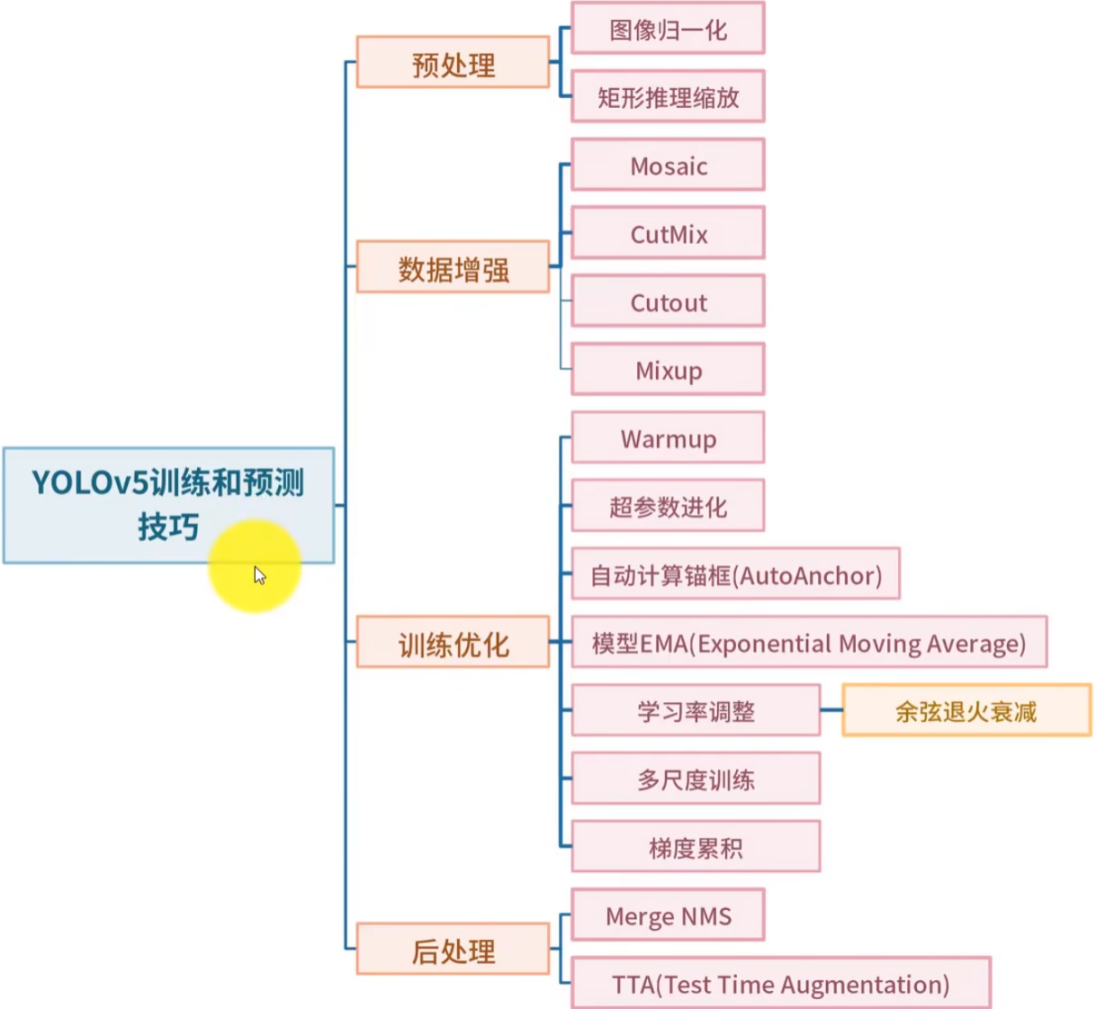 YOLOv5训练和预测
技巧
预处理
图像归一化
矩形推理缩放
数据增强
Mosaic
CutMix
Cutout
Mixup
训练优化
Warmup
超参数进化
自动计算锚框(AutoAnchor)
模型EMA(Exponential Moving Average)
学习率调整
余弦退火衰减
多尺度训练
梯度累积
后处理
Merge NMS
TTA(Test Time Augmentation)